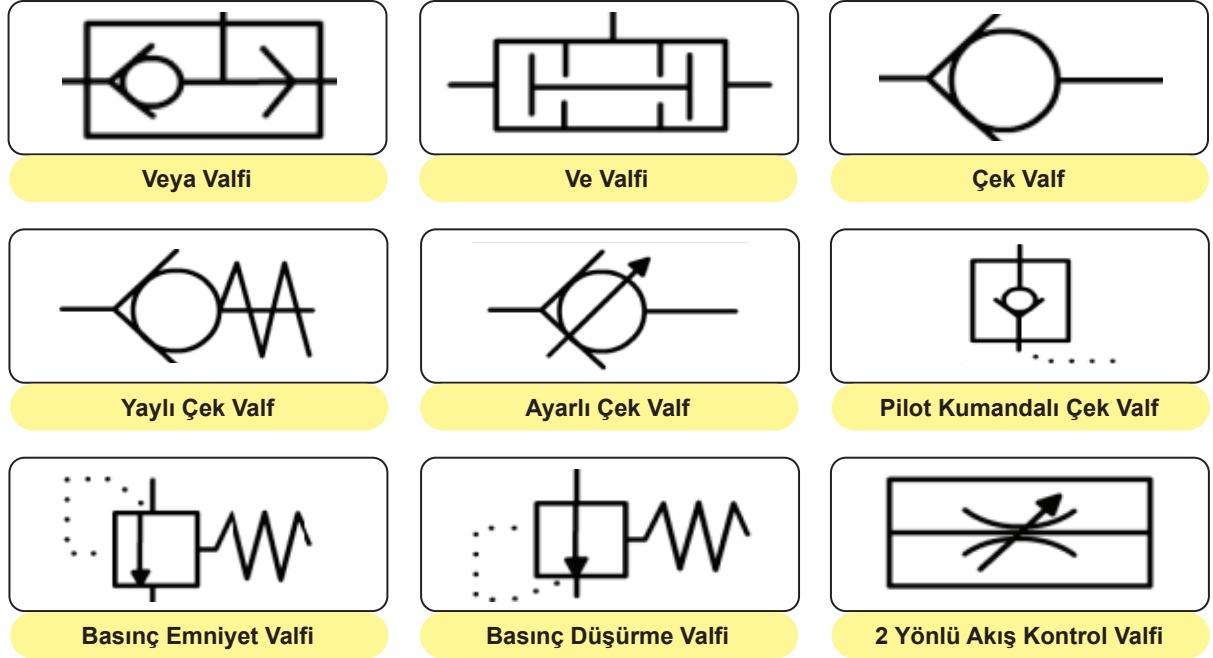 Veya Valfi
Ve Valfi
Çek Valf
Yaylı Çek Valf
Ayarlı Çek Valf
Pilot Kumandalı Çek Valf
Basınç Emniyet Valfi
Basınç Düşürme Valfi
2 Yönlü Akış Kontrol Valfi